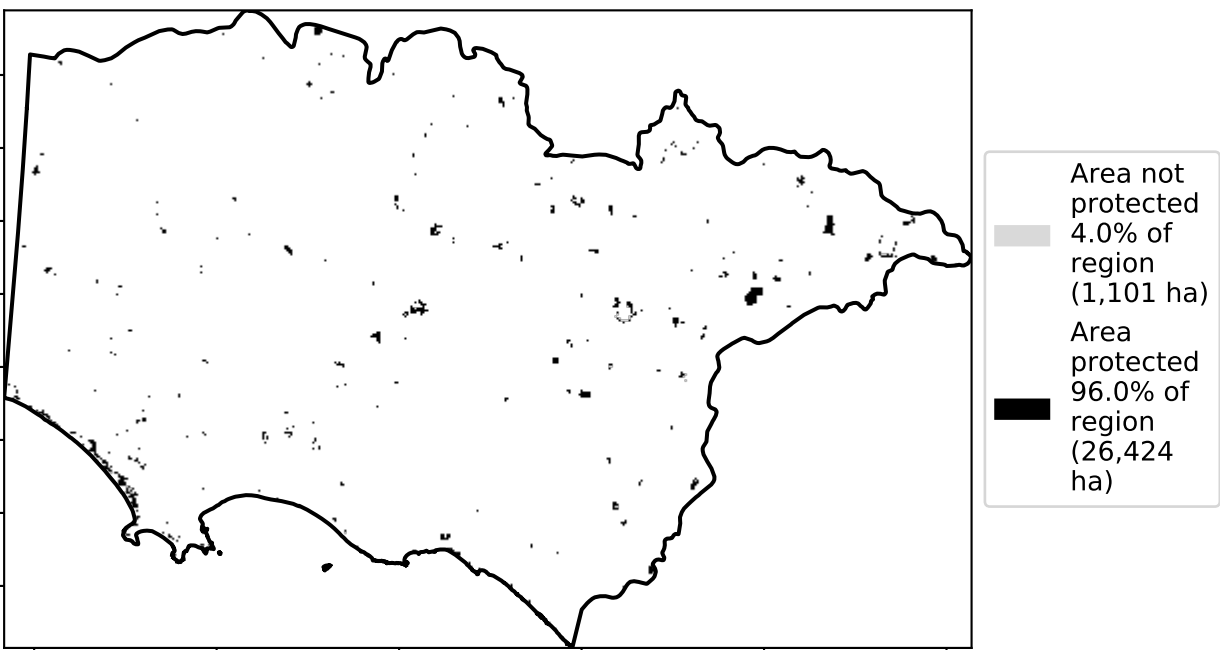 Area not
protected
4.0% of
region
(1,101 ha)
Area
protected
96.0% of
region
(26,424
ha)